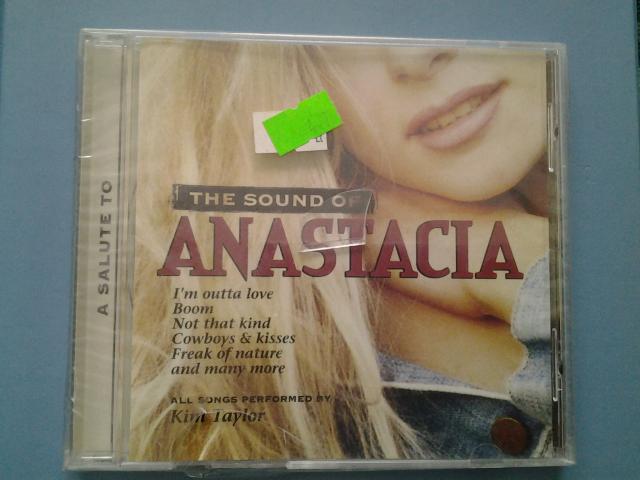 A SALUTE TO
THE SOUND OF
ANASTACIA
I'm outta love
Boom
Not that kind
Cowboys & kisses
Freak of nature
and many more
ALL SONGS PERFORMED BY
Kim Taylor